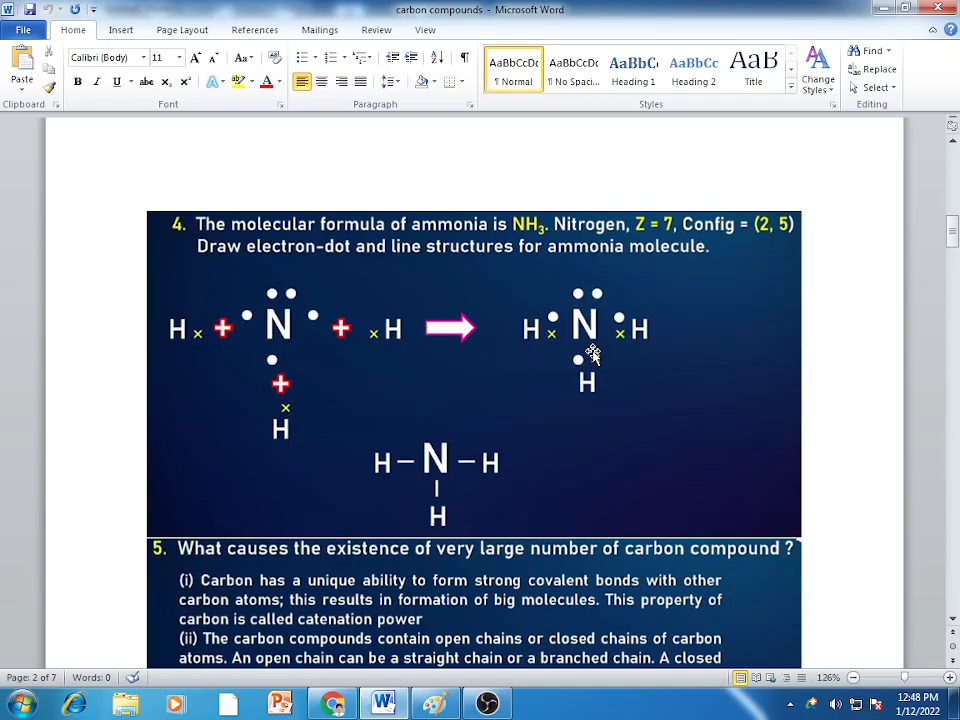 carbon compounds - Microsoft Word
File Home Insert Page Layout References Mailings Review View
Calibri (Body) 11 Aa
Paste
B I U abc x₂ x² A A
AaBbCcDc AaBbCcDc AaBbC AaBbCc AaB
¶ Normal ¶ No Spaci... Heading 1 Heading 2 Title
Change Styles
Find
Replace
Select
Clipboard Font Paragraph Styles Editing
4. The molecular formula of ammonia is NH₃. Nitrogen, Z = 7, Config = (2, 5)
Draw electron-dot and line structures for ammonia molecule.
H × + N + × H H × N × H
+ H
×
H
H – N – H
H
5. What causes the existence of very large number of carbon compound ?
(i) Carbon has a unique ability to form strong covalent bonds with other
carbon atoms; this results in formation of big molecules. This property of
carbon is called catenation power
(ii) The carbon compounds contain open chains or closed chains of carbon
atoms. An open chain can be a straight chain or a branched chain. A closed
Page: 2 of 7 Words: 0 126%
12:48 PM
1/12/2022